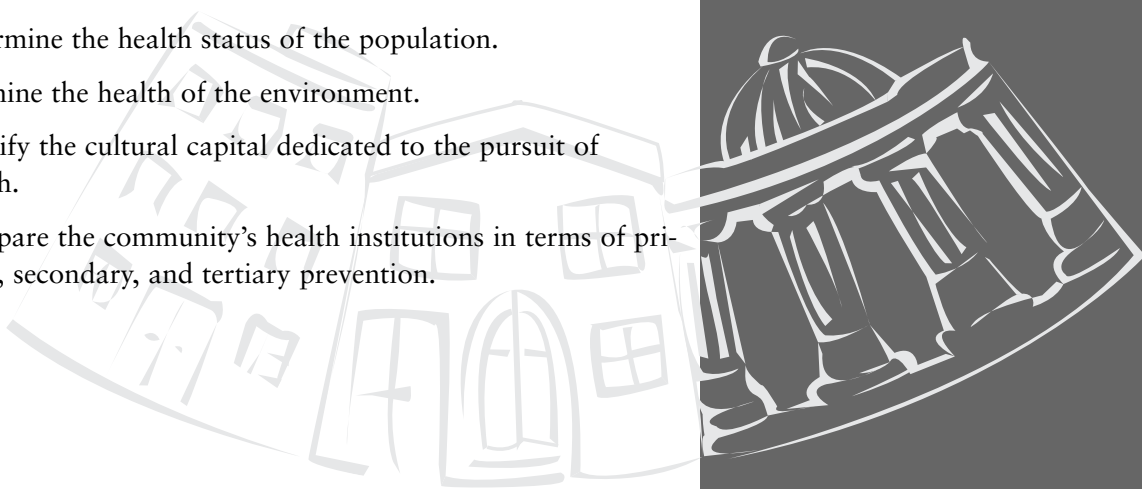 rmine the health status of the population.
nine the health of the environment.
ify the cultural capital dedicated to the pursuit of
h.
pare the community’s health institutions in terms of pri-
, secondary, and tertiary prevention.